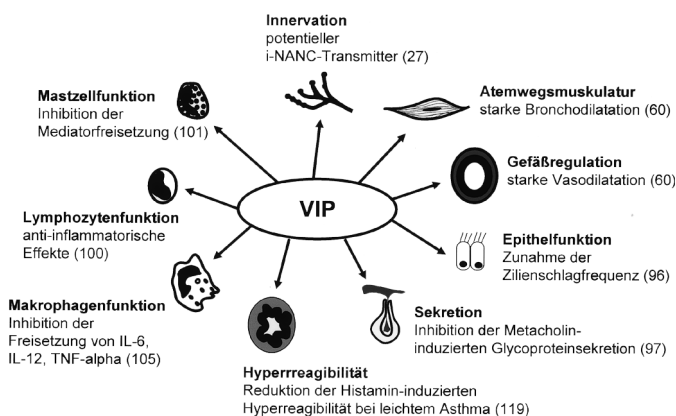 Innervation
potentieller
i-NANC-Transmitter (27)
Mastzellfunktion
Inhibition der
Mediatorfreisetzung (101)
Atemwegsmuskulatur
starke Bronchodilatation (60)
Gefäßregulation
starke Vasodilatation (60)
VIP
Lymphozytenfunktion
anti-inflammatorische
Effekte (100)
Epithelfunktion
Zunahme der
Zilienschlagfrequenz (96)
Makrophagenfunktion
Inhibition der
Freisetzung von IL-6,
IL-12, TNF-alpha (105)
Sekretion
Inhibition der Metacholin-
induzierten Glycoproteinsekretion (97)
Hyperrreagibilität
Reduktion der Histamin-induzierten
Hyperreagibilität bei leichtem Asthma (119)